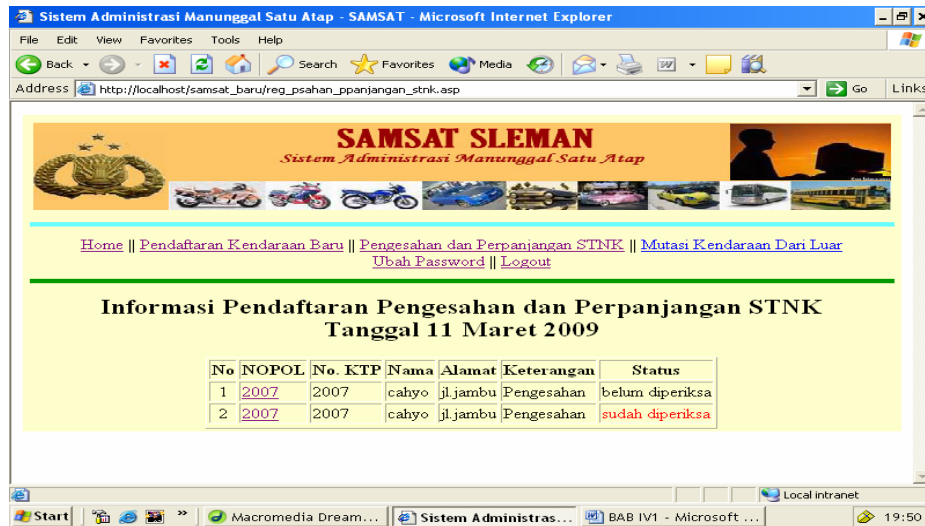 Sistem Administrasi Manunggal Satu Atap - SAMSAT - Microsoft Internet Explorer
File Edit View Favorites Tools Help
Back Search Favorites Media
Address http://localhost/samsat_baru/reg_psahan_ppanjangan_stnk.asp Go Links
SAMSAT SLEMAN
Sistem Administrasi Manunggal Satu Atap
Home || Pendaftaran Kendaraan Baru || Pengesahan dan Perpanjangan STNK || Mutasi Kendaraan Dari Luar
Ubah Password || Logout
Informasi Pendaftaran Pengesahan dan Perpanjangan STNK
Tanggal 11 Maret 2009
No NOPOL No. KTP Nama Alamat Keterangan Status
1 2007 2007 cahyo jl.jambu Pengesahan belum diperiksa
2 2007 2007 cahyo jl.jambu Pengesahan sudah diperiksa
Local intranet
Start » Macromedia Dream... Sistem Administras... BAB IV1 - Microsoft ... 19:50